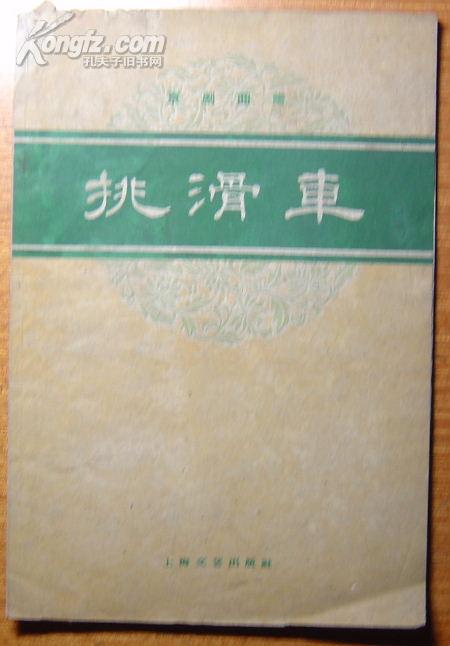 Kongfz.com
孔夫子旧书网
京剧曲谱
挑滑車
上海文艺出版社